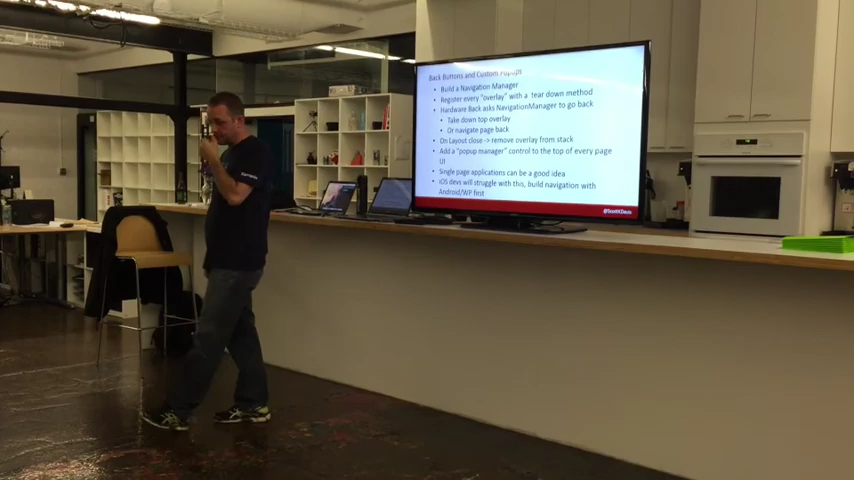 Back Buttons and Custom Popups
• Build a Navigation Manager
• Register every "overlay" with a tear down method
• Hardware Back asks NavigationManager to go back
• Take down top overlay
• Or navigate page back
• On Layout close -> remove overlay from stack
• Add a "popup manager" control to the top of every page
UI
• Single page applications can be a good idea
• iOS devs will struggle with this, build navigation with
Android/WP first
@ScottKDavis